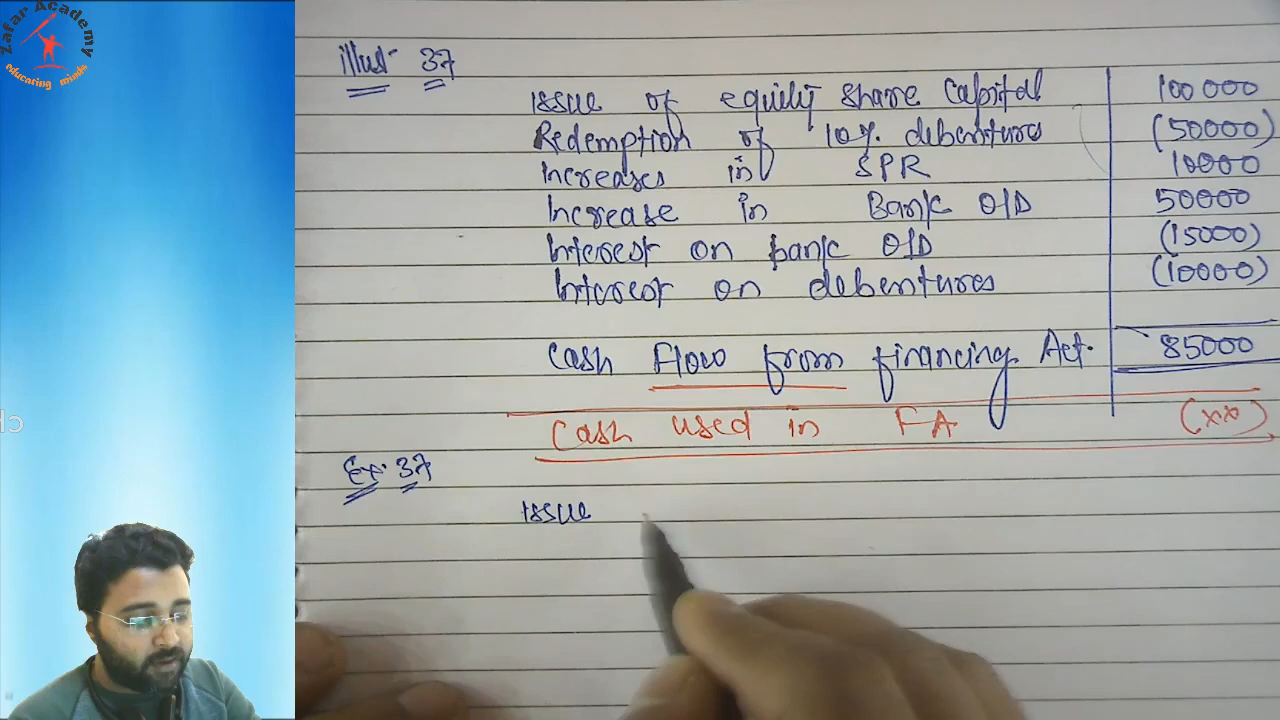 Zafar Academy
educating minds
illust 37
Issue of equity share capital 100000
Redemption of 10% debentures (50000)
Increases in SPR 10000
Increase in Bank O/D 50000
Interest on bank O/D (15000)
Interest on debentures (10000)
Cash Flow from financing Act. 85000
Cash used in FA (xx)
Ex. 37
Issue